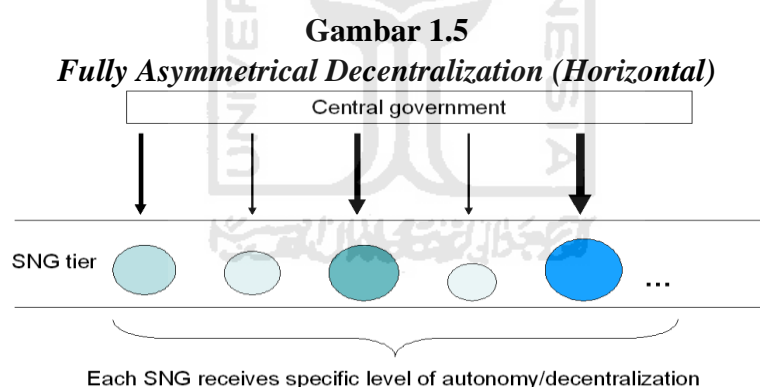 Gambar 1.5
Fully Asymmetrical Decentralization (Horizontal)
Central government
SNG tier
...
Each SNG receives specific level of autonomy/decentralization